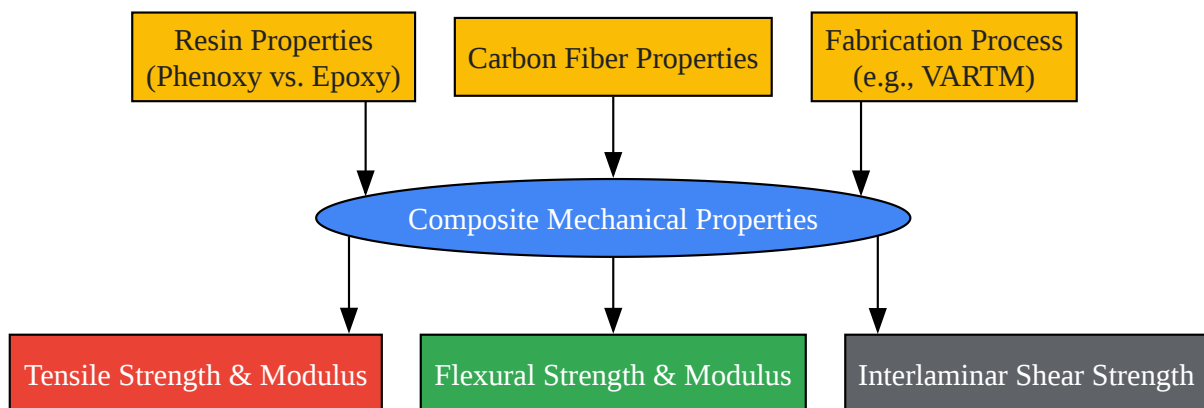 Resin Properties
(Phenoxy vs. Epoxy)
Carbon Fiber Properties
Fabrication Process
(e.g., VARTM)
Composite Mechanical Properties
Tensile Strength & Modulus
Flexural Strength & Modulus
Interlaminar Shear Strength